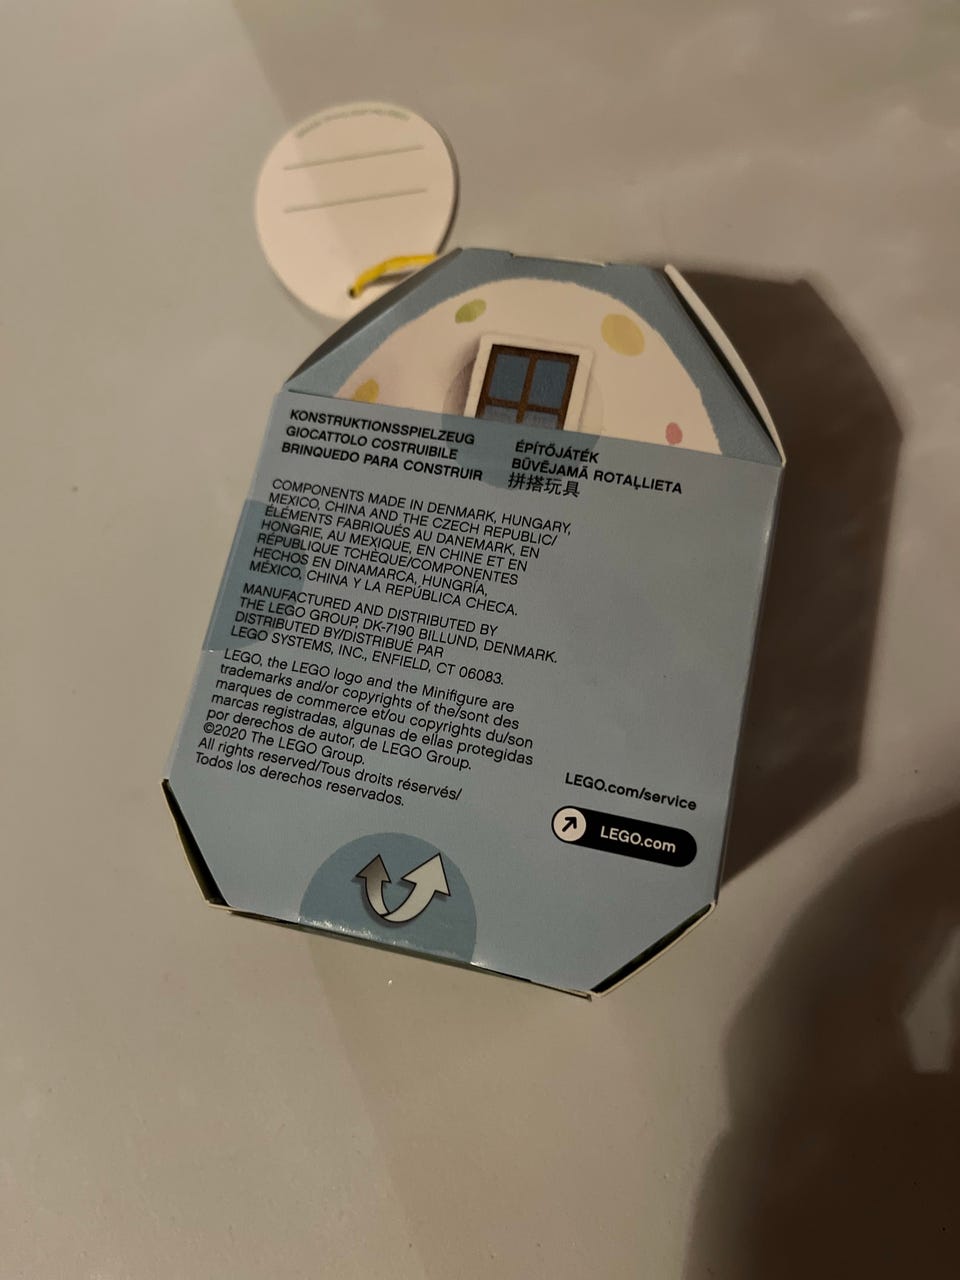 KONSTRUKTIONSSPIELZEUG
GIOCATTOLO COSTRUIBILE
BRINQUEDO PARA CONSTRUIR
ÉPÍTŐJÁTÉK
BŪVĒJAMĀ ROTAĻLIETA
拼搭玩具
COMPONENTS MADE IN DENMARK, HUNGARY,
MEXICO, CHINA AND THE CZECH REPUBLIC/
ÉLÉMENTS FABRIQUÉS AU DANEMARK, EN
HONGRIE, AU MEXIQUE, EN CHINE ET EN
RÉPUBLIQUE TCHÈQUE/COMPONENTES
HECHOS EN DINAMARCA, HUNGRÍA,
MÉXICO, CHINA Y LA REPÚBLICA CHECA.
MANUFACTURED AND DISTRIBUTED BY
THE LEGO GROUP, DK-7190 BILLUND, DENMARK.
DISTRIBUTED BY/DISTRIBUÉ PAR
LEGO SYSTEMS, INC., ENFIELD, CT 06083.
LEGO, the LEGO logo and the Minifigure are
trademarks and/or copyrights of the/sont des
marques de commerce et/ou copyrights du/son
marcas registradas, algunas de ellas protegidas
por derechos de autor, de LEGO Group.
©2020 The LEGO Group.
All rights reserved/Tous droits réservés/
Todos los derechos reservados.
LEGO.com/service
LEGO.com